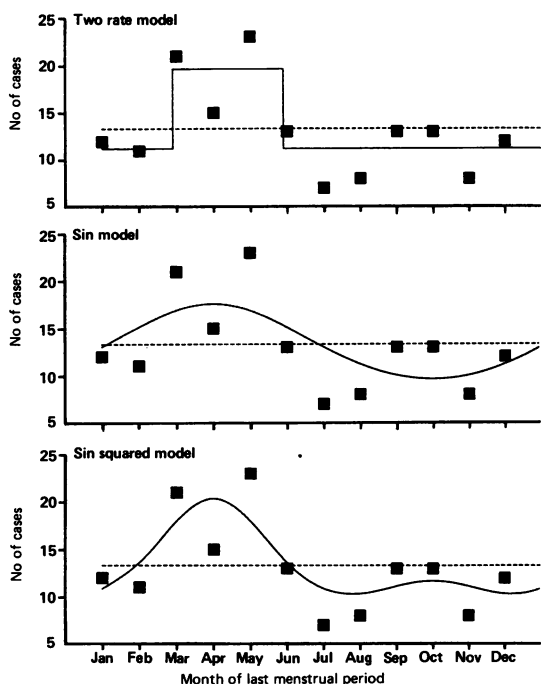 Two rate model
No of cases
25
20
15
10
5
Sin model
No of cases
25
20
15
10
5
Sin squared model
No of cases
25
20
15
10
5
Jan Feb Mar Apr May Jun Jul Aug Sep Oct Nov Dec
Month of last menstrual period